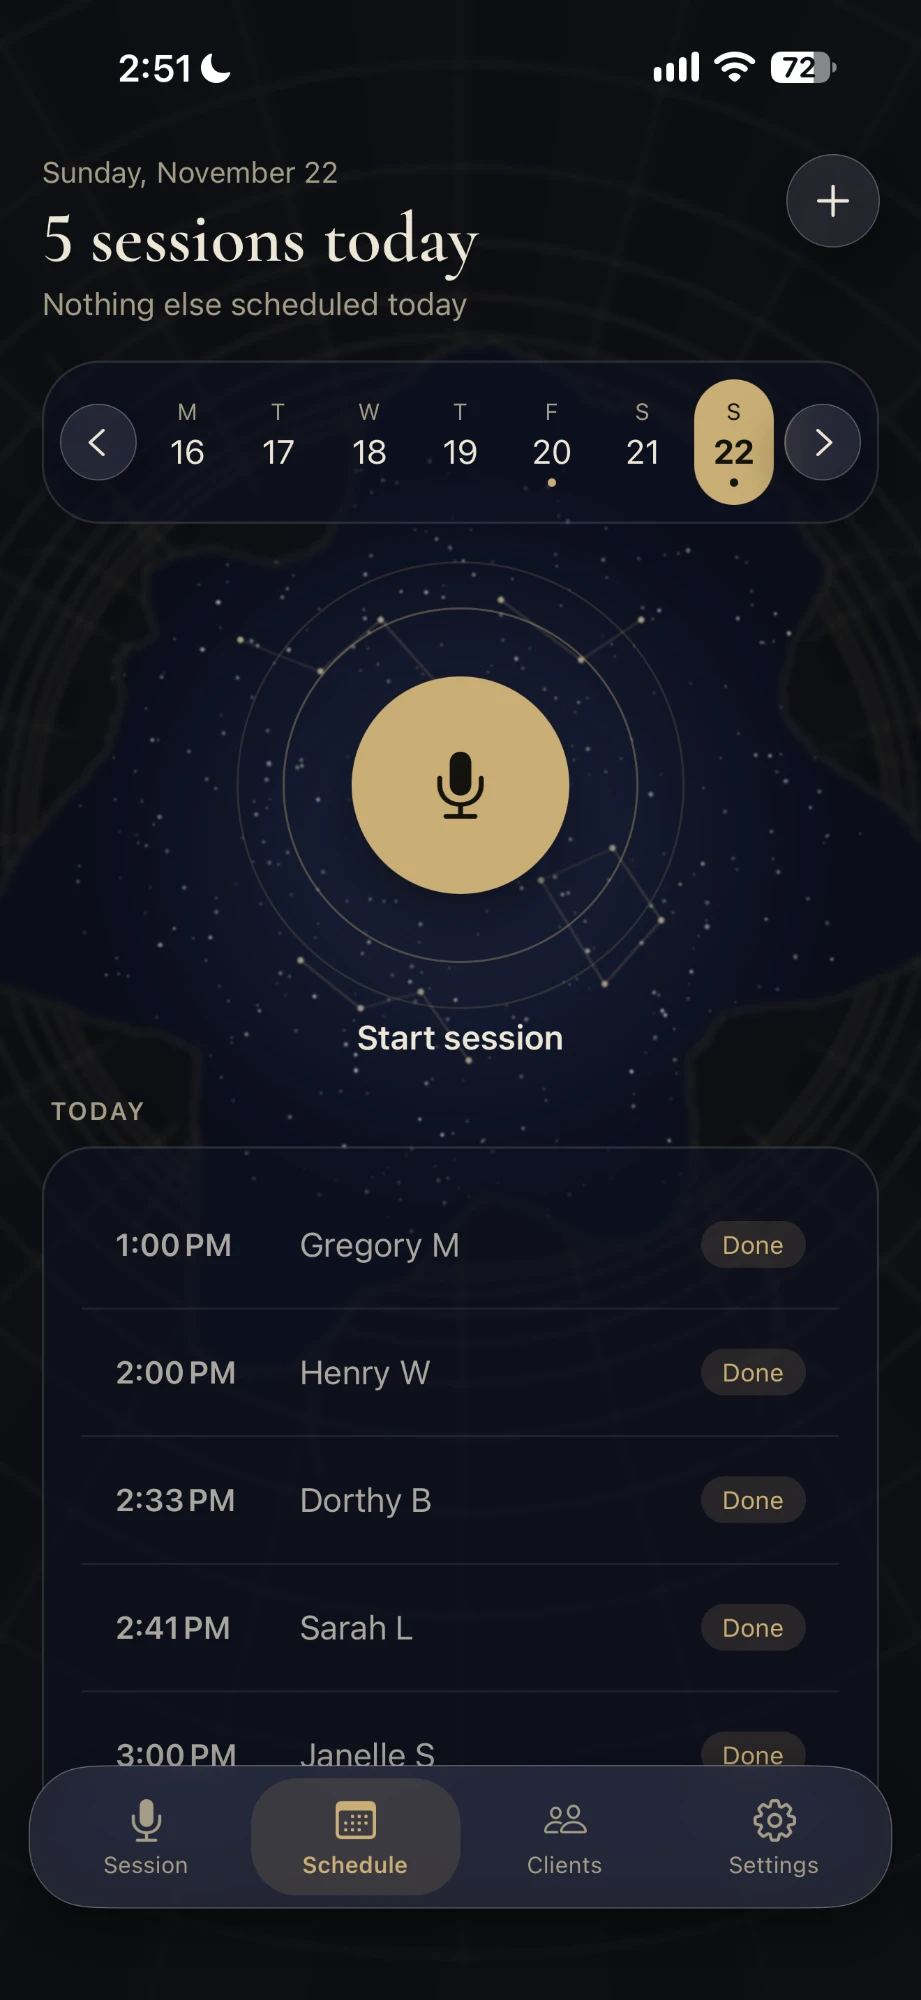 2:51
72
Sunday, November 22
5 sessions today
Nothing else scheduled today
M T W T F S S
16 17 18 19 20 21 22
Start session
TODAY
1:00 PM Gregory M Done
2:00 PM Henry W Done
2:33 PM Dorthy B Done
2:41 PM Sarah L Done
3:00 PM Janelle S Done
Session Schedule Clients Settings